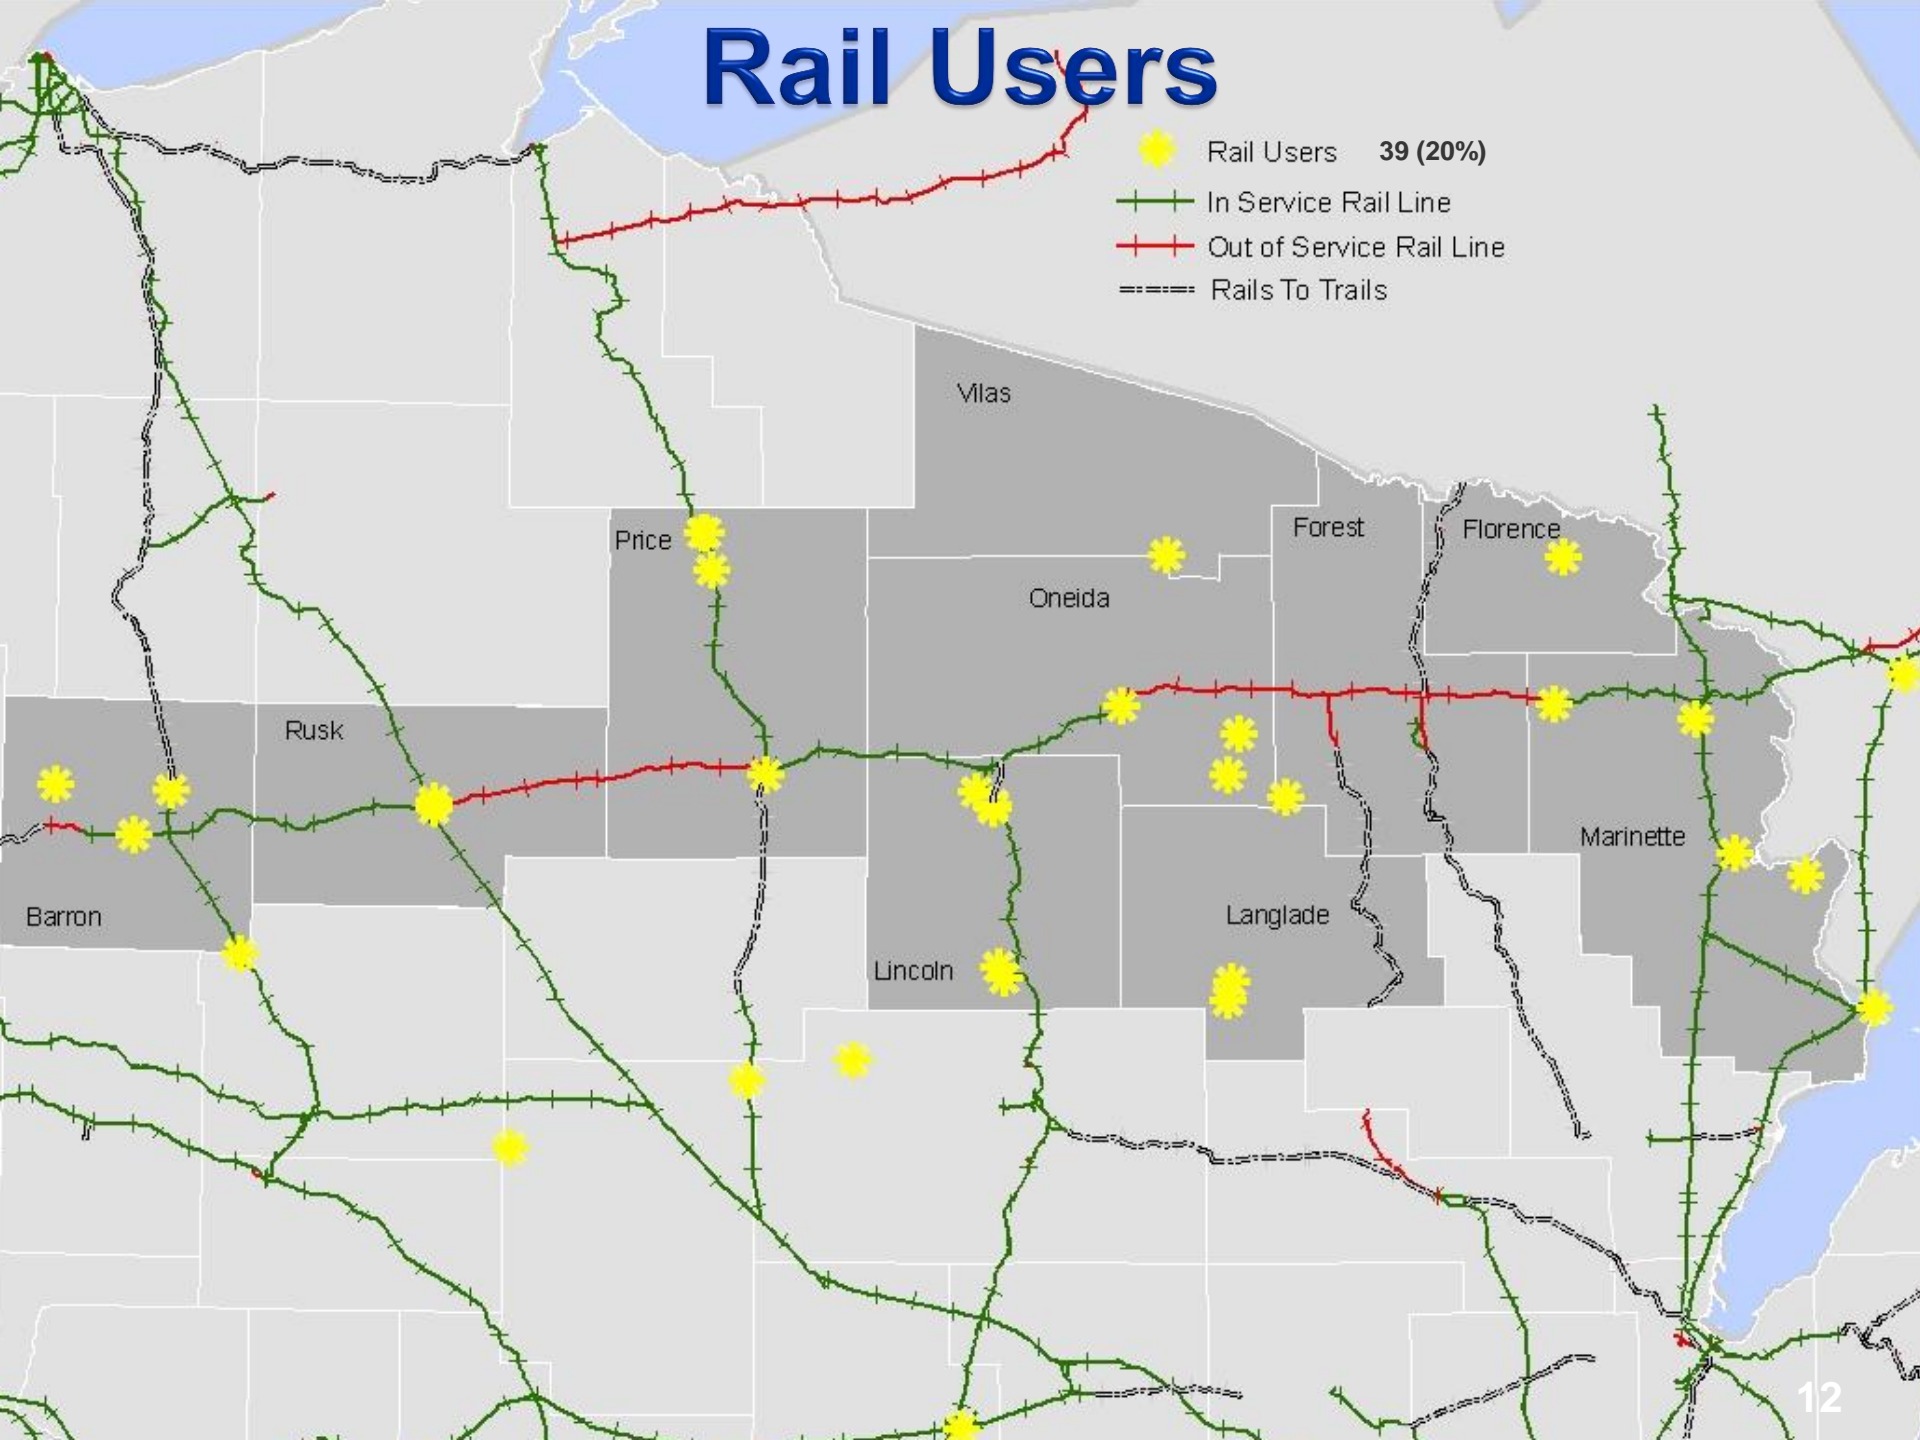 Rail Users
Rail Users 39 (20%)
In Service Rail Line
Out of Service Rail Line
Rails To Trails
Vilas
Price
Forest
Florence
Oneida
Rusk
Marinette
Barron
Langlade
Lincoln
12